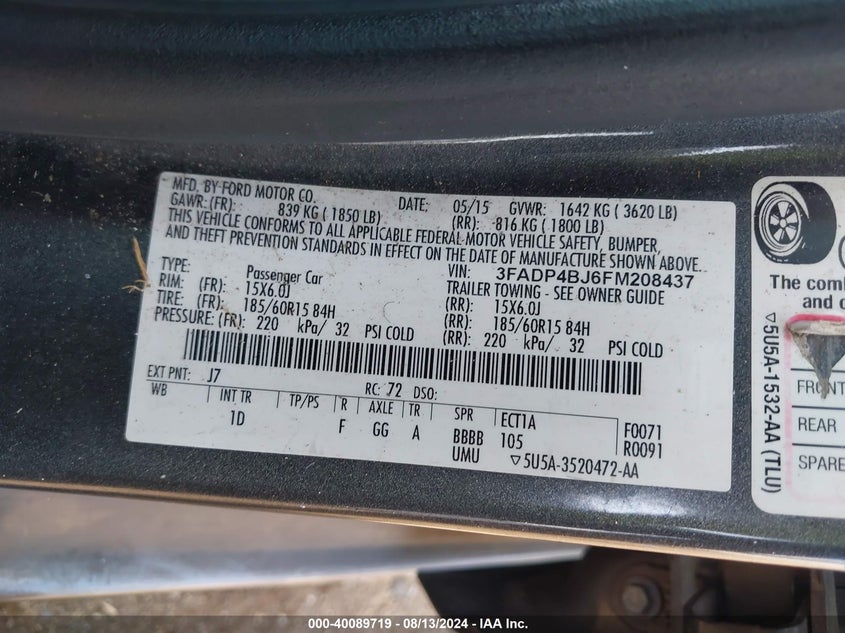 MFD. BY FORD MOTOR CO. DATE: 05/15 GVWR: 1642 KG ( 3620 LB)
GAWR:(FR): 839 KG ( 1850 LB) (RR): 816 KG ( 1800 LB)
THIS VEHICLE CONFORMS TO ALL APPLICABLE FEDERAL MOTOR VEHICLE SAFETY, BUMPER,
AND THEFT PREVENTION STANDARDS IN EFFECT ON THE DATE OF MANUFACTURE SHOWN ABOVE.
TYPE: Passenger Car VIN: 3FADP4BJ6FM208437
TRAILER TOWING - SEE OWNER GUIDE
RIM: (FR): 15X6.0J (RR): 15X6.0J
TIRE: (FR): 185/60R15 84H (RR): 185/60R15 84H
PRESSURE: (FR): 220 kPa/ 32 PSI COLD (RR): 220 kPa/ 32 PSI COLD
EXT PNT: J7 RC: 72 DSO:
WB INT TR TP/PS R AXLE TR SPR ECT1A F0071
1D F GG A BBBB 105 R0091
UMU ▽5U5A-3520472-AA
▽5U5A-1532-AA (TLU)
The com
and
FRONT
REAR
SPARE
000-40089719 - 08/13/2024 - IAA Inc.